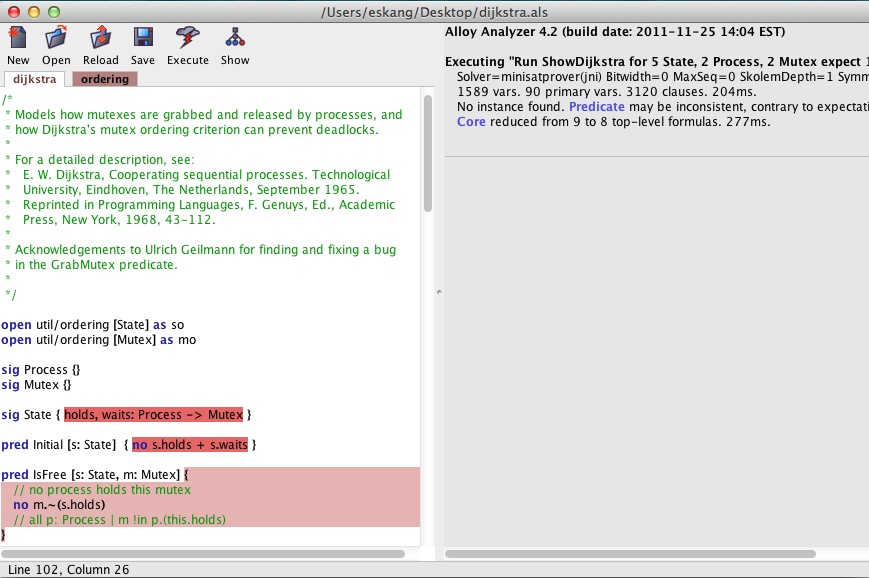 /Users/eskang/Desktop/dijkstra.als
New Open Reload Save Execute Show
dijkstra ordering
/*
* Models how mutexes are grabbed and released by processes, and
* how Dijkstra's mutex ordering criterion can prevent deadlocks.
*
* For a detailed description, see:
*   E. W. Dijkstra, Cooperating sequential processes. Technological
*   University, Eindhoven, The Netherlands, September 1965.
*   Reprinted in Programming Languages, F. Genuys, Ed., Academic
*   Press, New York, 1968, 43-112.
*
* Acknowledgements to Ulrich Geilmann for finding and fixing a bug
* in the GrabMutex predicate.
*
*/
open util/ordering [State] as so
open util/ordering [Mutex] as mo
sig Process {}
sig Mutex {}
sig State { holds, waits: Process -> Mutex }
pred Initial [s: State]  { no s.holds + s.waits }
pred IsFree [s: State, m: Mutex] {
// no process holds this mutex
no m.~(s.holds)
// all p: Process | m !in p.(this.holds)
}
Alloy Analyzer 4.2 (build date: 2011-11-25 14:04 EST)
Executing "Run ShowDijkstra for 5 State, 2 Process, 2 Mutex expect 1
Solver=minisatprover(jni) Bitwidth=0 MaxSeq=0 SkolemDepth=1 Symm
1589 vars. 90 primary vars. 3120 clauses. 204ms.
No instance found. Predicate may be inconsistent, contrary to expectati
Core reduced from 9 to 8 top-level formulas. 277ms.
Line 102, Column 26